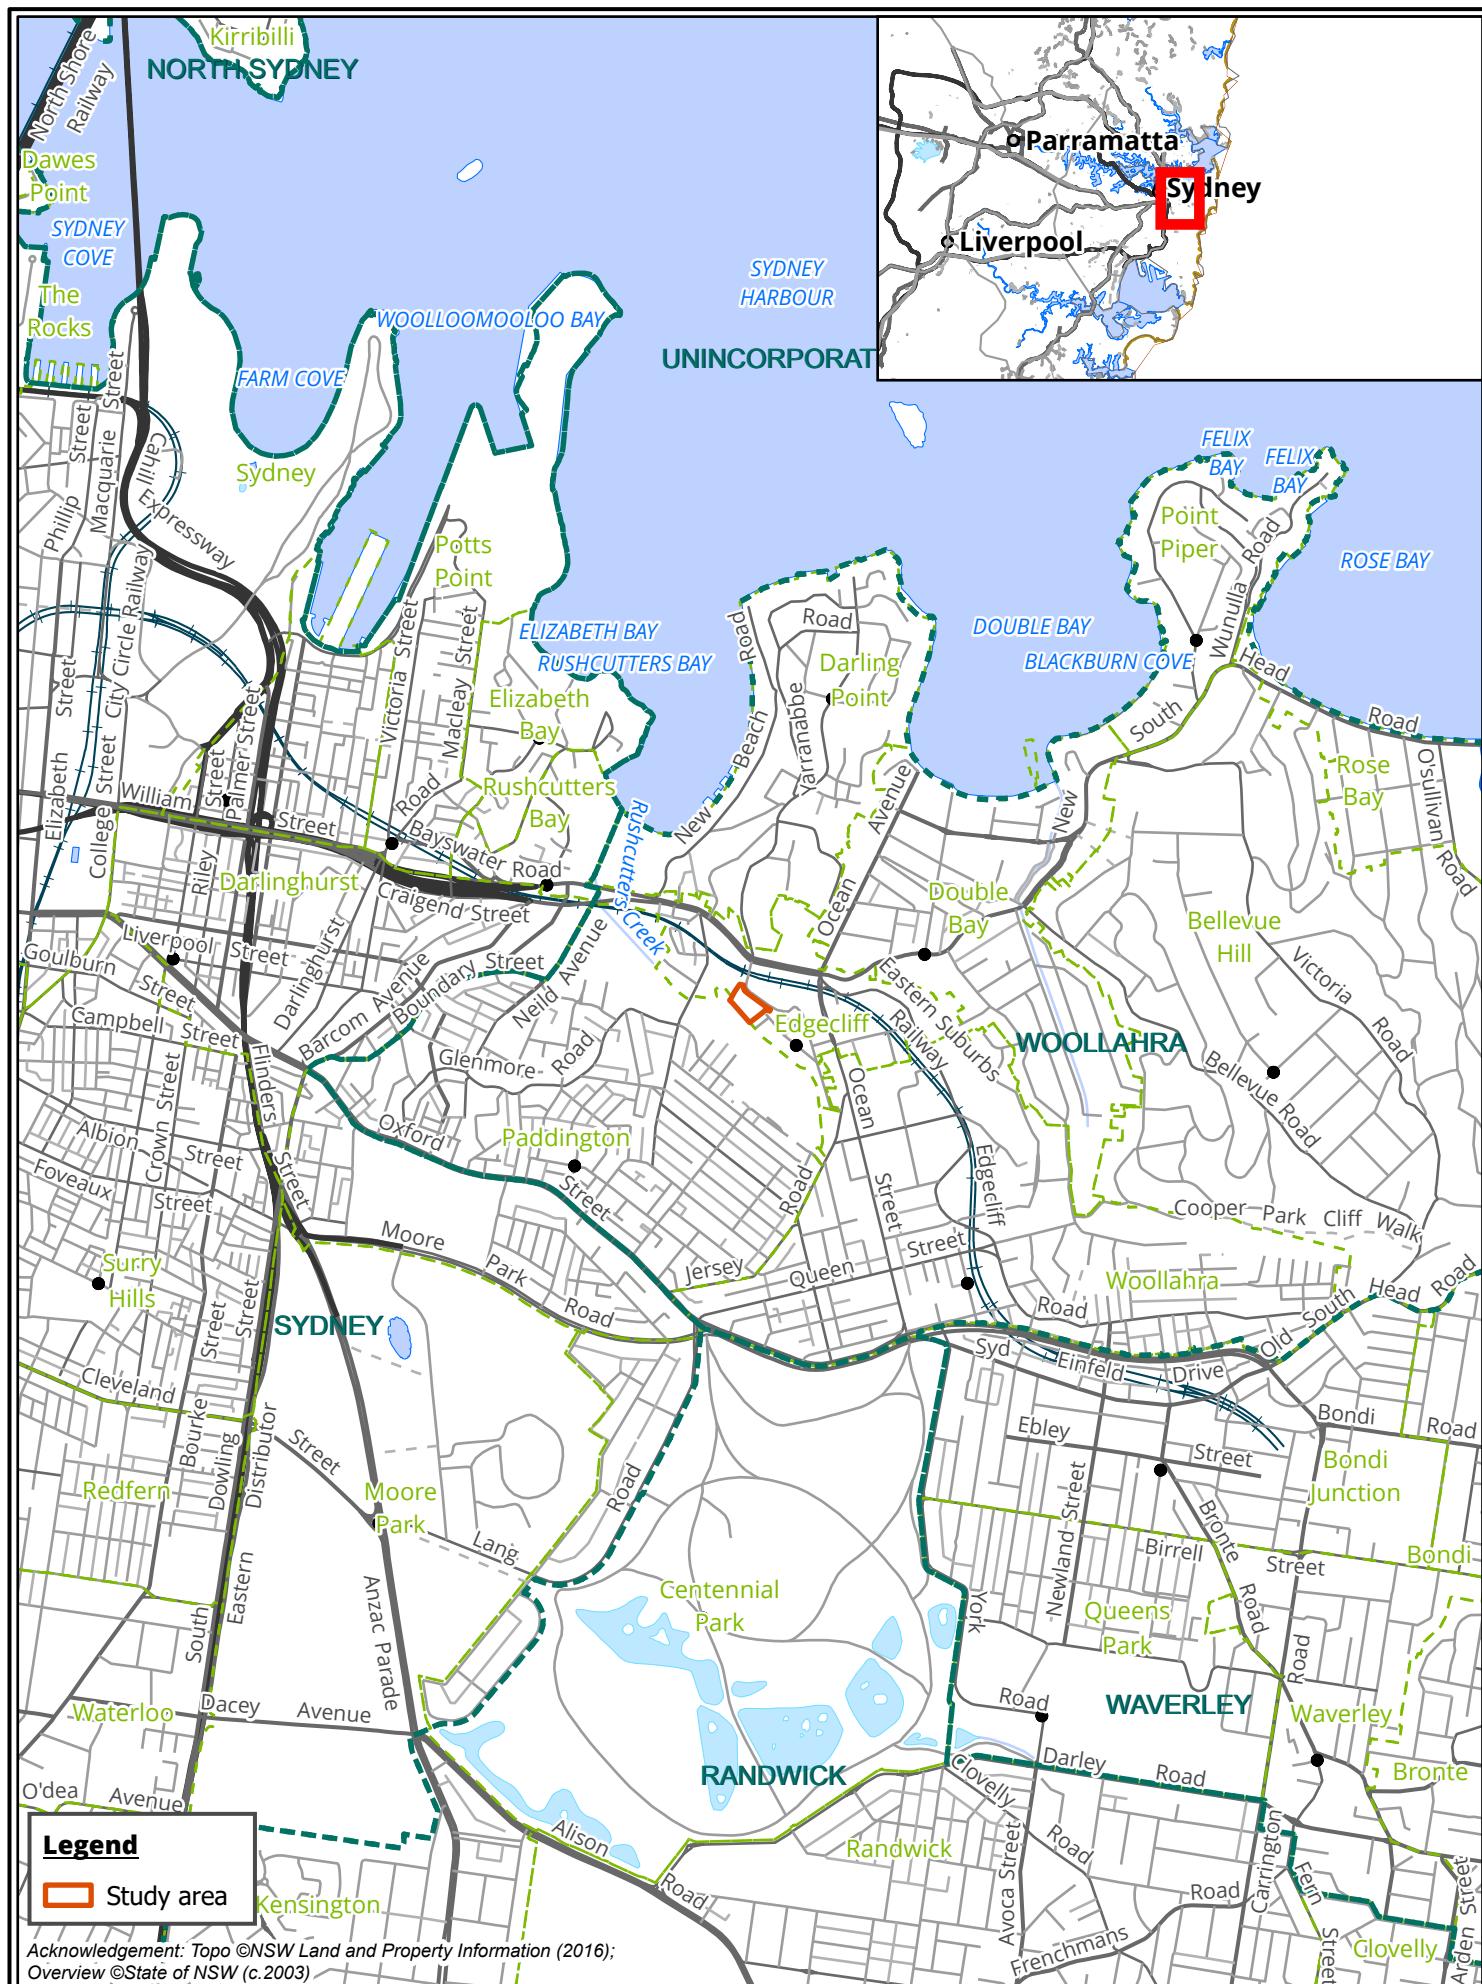 Kirribilli
NORTH SYDNEY
North Shore
Railway
Dawes
Point
SYDNEY
COVE
The
Rocks
FARM COVE
WOOLLOOMOOLOO BAY
SYDNEY
HARBOUR
UNINCORPORAT
Parramatta
Sydney
Liverpool
FELIX
BAY
FELIX
BAY
Point
Piper
ROSE BAY
Wunulla Road
Sydney
Phillip Street
Macquarie Street
Cahill
Expressway
Potts
Point
ELIZABETH BAY
RUSHCUTTERS BAY
DOUBLE BAY
BLACKBURN COVE
Elizabeth Street
City Circle Railway
College Street
Victoria Street
Macleay Street
Elizabeth
Bay
Road
Darling
Point
New Beach Road
Yarranabbe
New South Head Road
Rose
Bay
O'sullivan Road
Palmer Street
Riley Street
William Street
Road
Rushcutters
Bay
Rushcutters Creek
Bayswater Road
Darlinghurst
Craigend Street
Ocean Avenue
Double
Bay
Bellevue
Hill
Victoria Road
Liverpool Street
Goulburn Street
Darlinghurst
Barcom Avenue
Boundary Street
Neild Avenue
Campbell Street
Edgecliff
Eastern Suburbs
Railway
WOOLLAHRA
Bellevue Road
Glenmore Road
Flinders Street
Crown Street
Albion Street
Foveaux Street
Oxford Street
Paddington
Ocean Street
Edgecliff Road
Jersey Road
Queen Street
Cooper Park Cliff Walk
Woollahra
Old South Head Road
Moore Park Road
Surry
Hills
SYDNEY
Syd Einfeld Drive
Cleveland Street
Bourke Street
South Dowling Street
Eastern Distributor
Redfern
Moore
Park
Lang Road
Anzac Parade
Ebley Street
Bondi Road
Bondi
Junction
Newland Street
Bronte Road
Birrell Street
Bondi
Centennial
Park
York Road
Queens
Park
Waterloo
Dacey Avenue
WAVERLEY
Waverley
Bronte
RANDWICK
Darley Road
Carrington Road
O'dea Avenue
Alison Road
Randwick
Clovelly Road
Avoca Street
Frenchmans Road
Fern Street
Clovelly
Arden Street
Kensington
Legend
Study area
Acknowledgement: Topo ©NSW Land and Property Information (2016);
Overview ©State of NSW (c.2003)